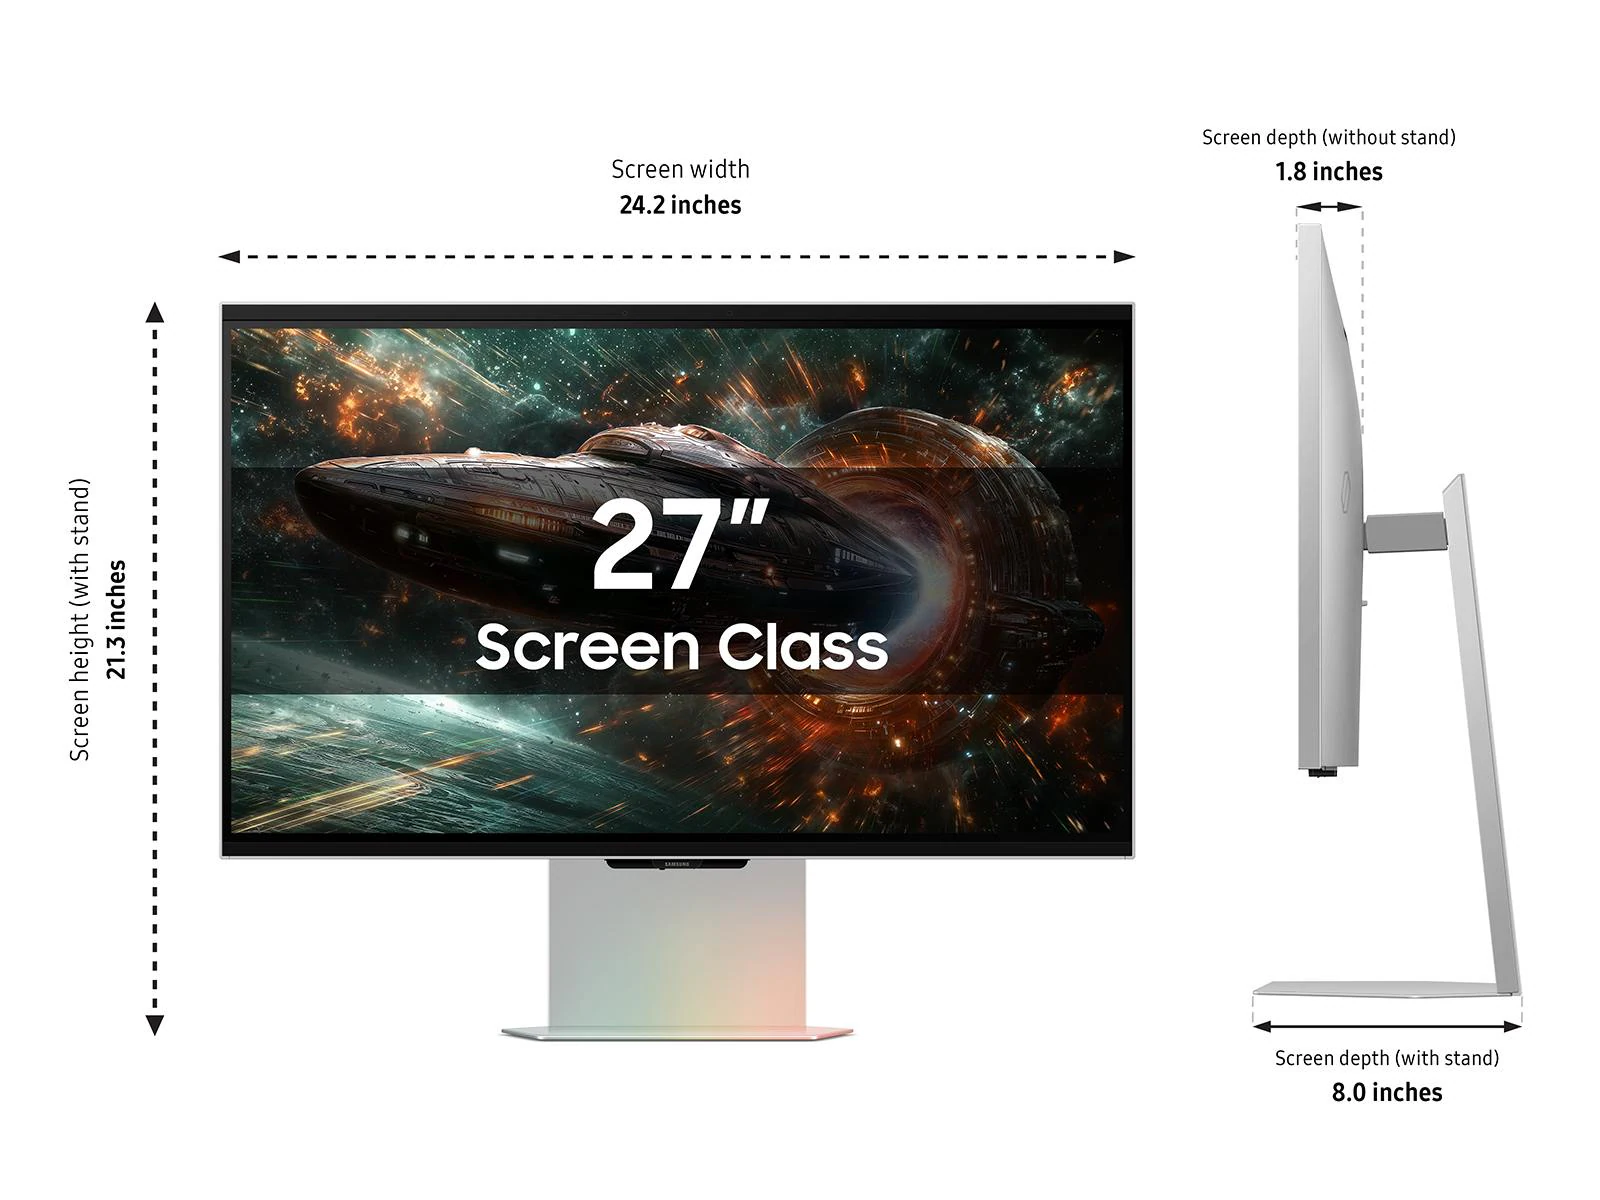 Screen depth (without stand)
1.8 inches
Screen width
24.2 inches
Screen height (with stand)
21.3 inches
27"
Screen Class
SAMSUNG
Screen depth (with stand)
8.0 inches